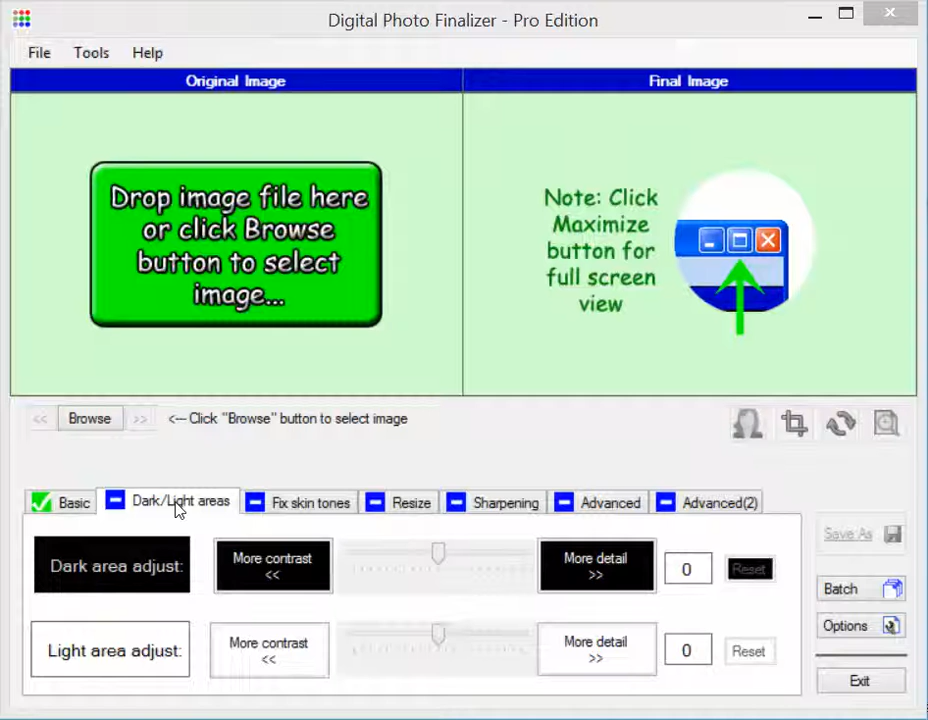 Digital Photo Finalizer - Pro Edition
File Tools Help
Original Image
Final Image
Drop image file here
or click Browse
button to select
image...
Note: Click
Maximize
button for
full screen
view
<< Browse >> <-- Click "Browse" button to select image
Basic Dark/Light areas Fix skin tones Resize Sharpening Advanced Advanced(2)
Dark area adjust:
More contrast
<<
More detail
>>
0
Reset
Light area adjust:
More contrast
<<
More detail
>>
0
Reset
Save As
Batch
Options
Exit